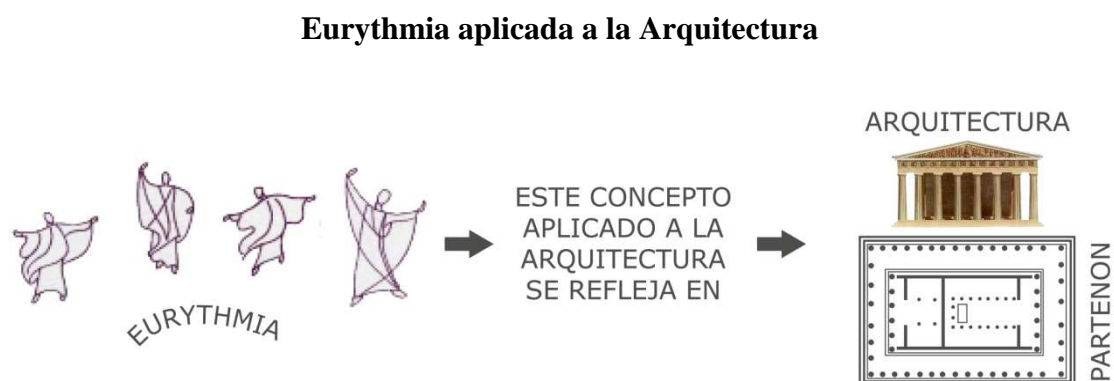 Eurythmia aplicada a la Arquitectura
EURYTHMIA
ESTE CONCEPTO
APLICADO A LA
ARQUITECTURA
SE REFLEJA EN
ARQUITECTURA
PARTENON